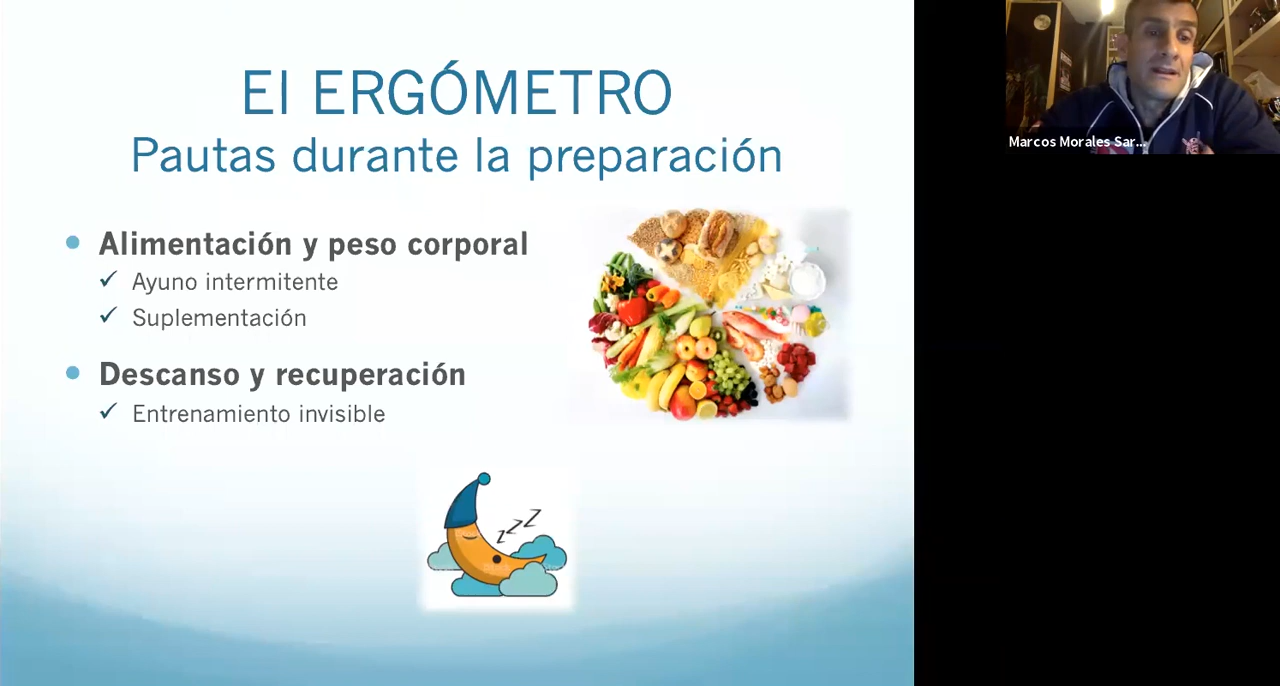 El ERGÓMETRO
Pautas durante la preparación
Alimentación y peso corporal
Ayuno intermitente
Suplementación
Descanso y recuperación
Entrenamiento invisible
zZZ
Marcos Morales Sar...